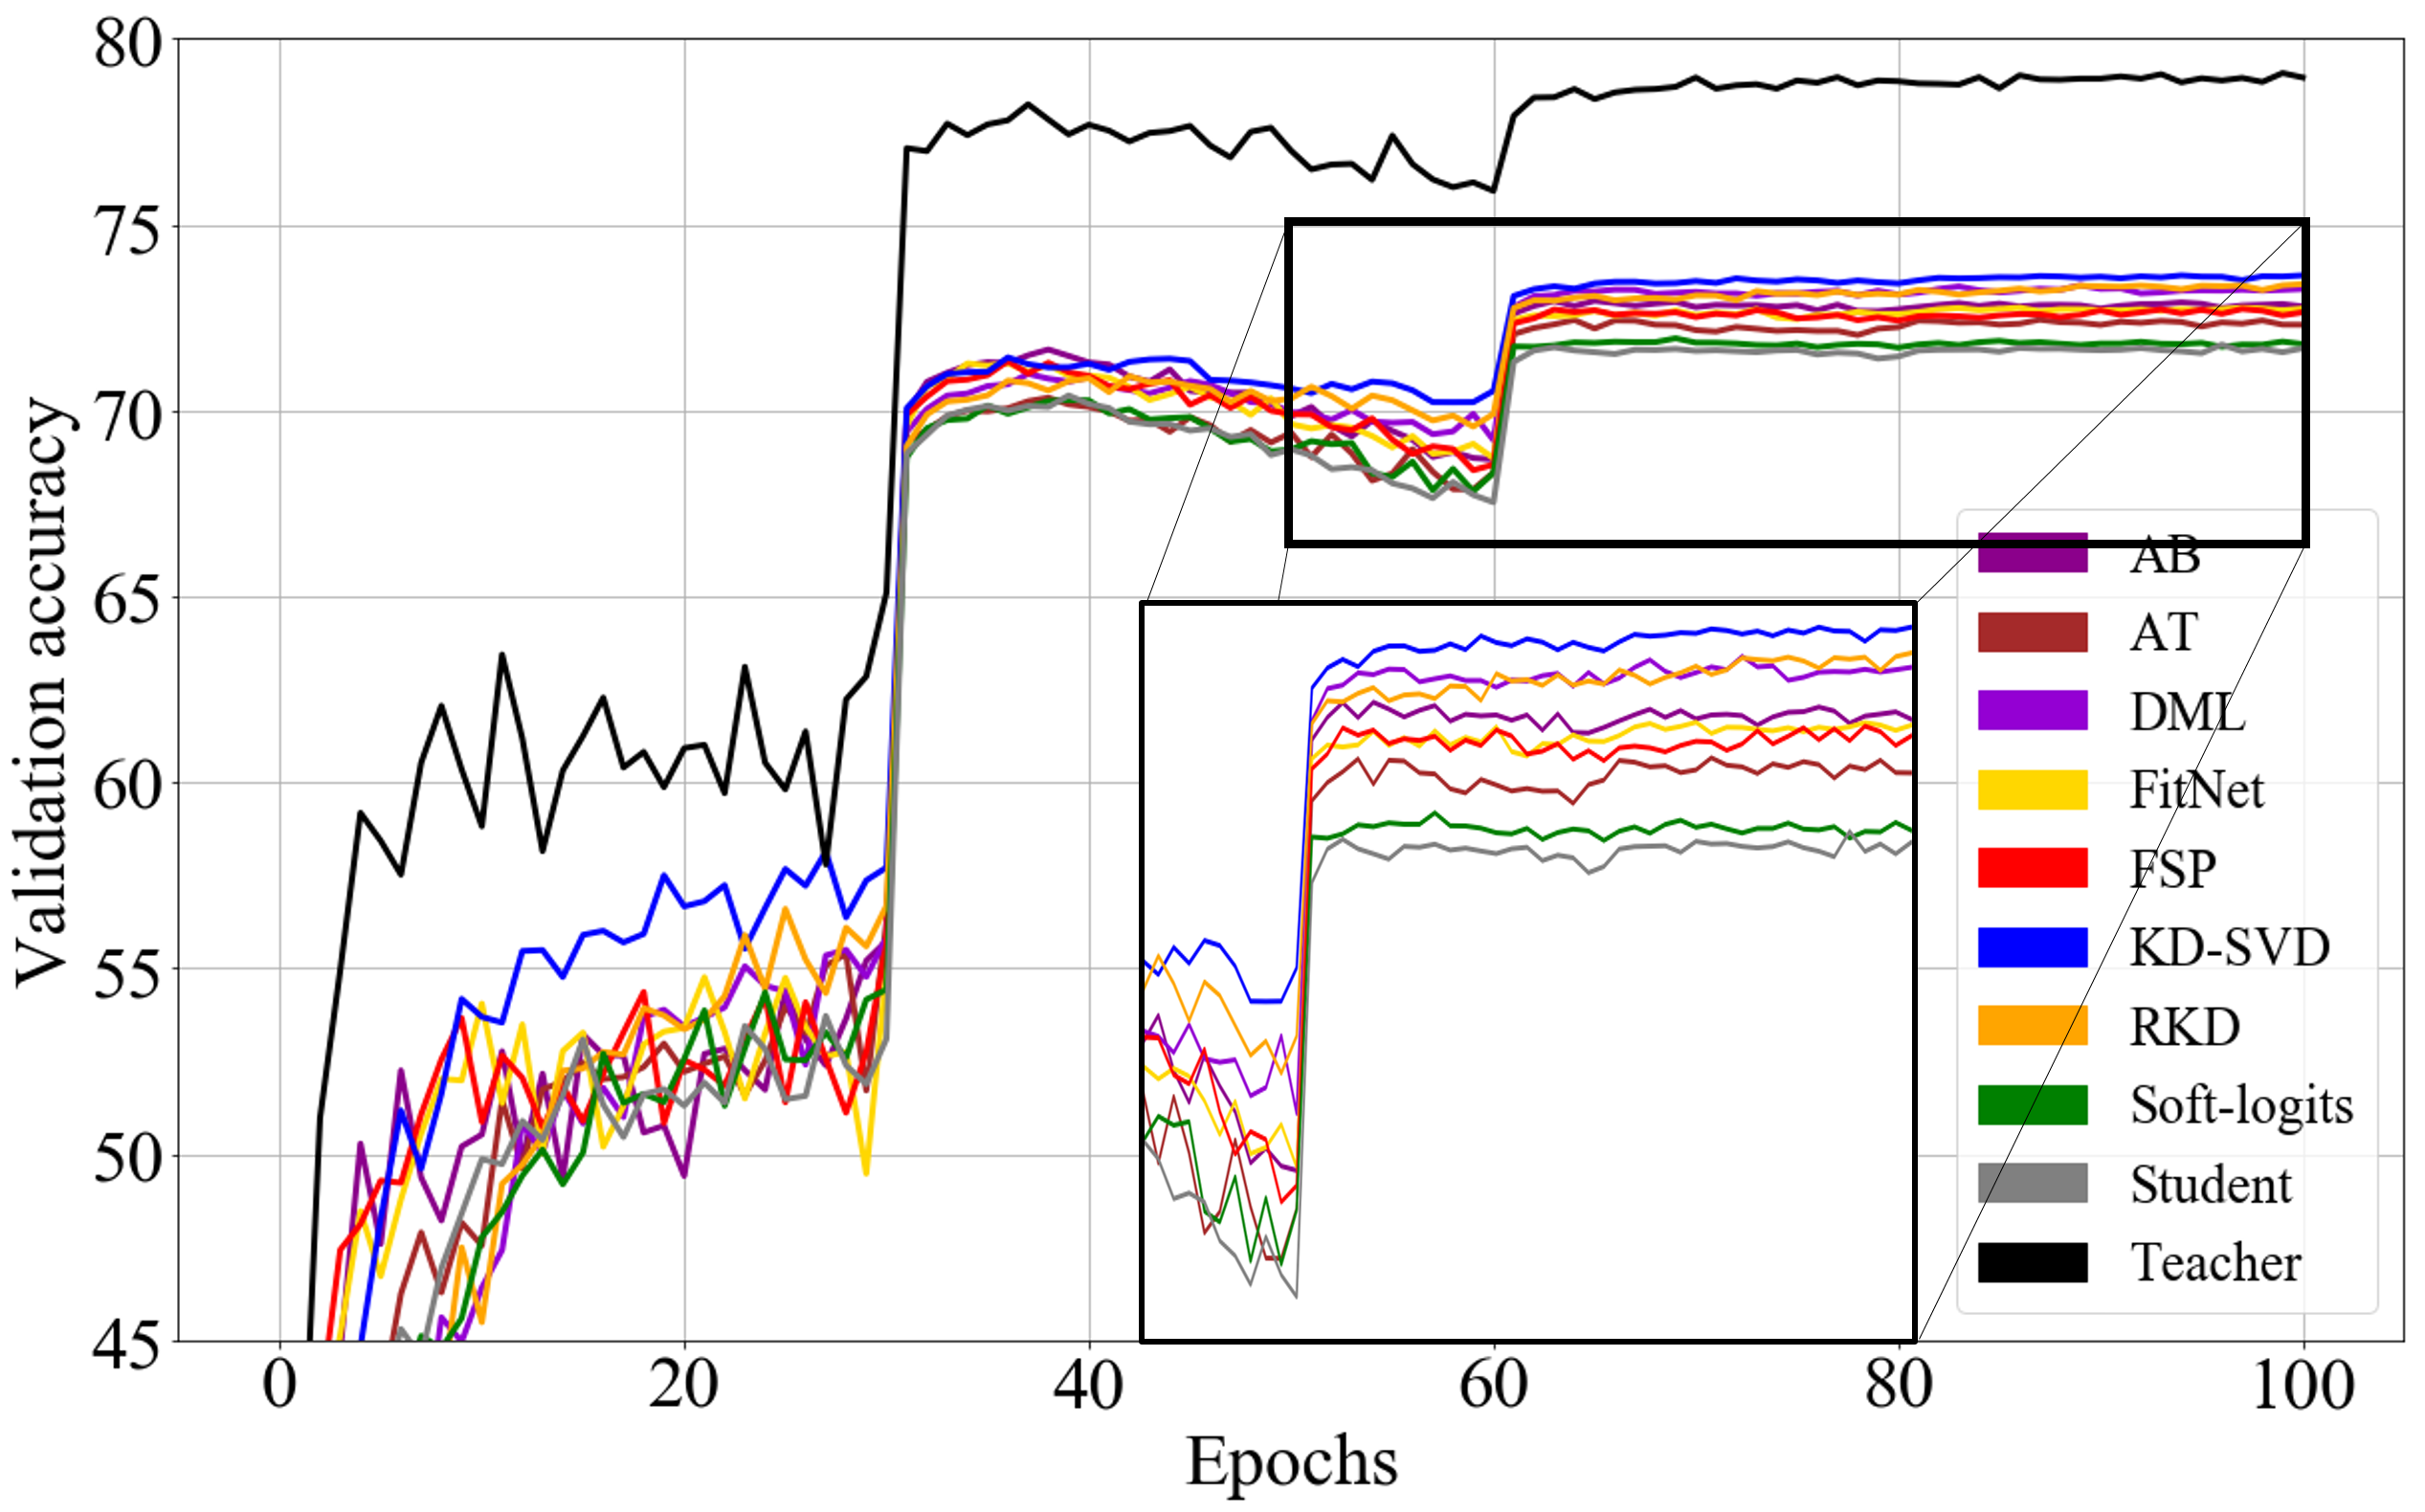 80
75
70
65
60
55
50
45
Validation accuracy
0 20 40 60 80 100
Epochs
AB
AT
DML
FitNet
FSP
KD-SVD
RKD
Soft-logits
Student
Teacher